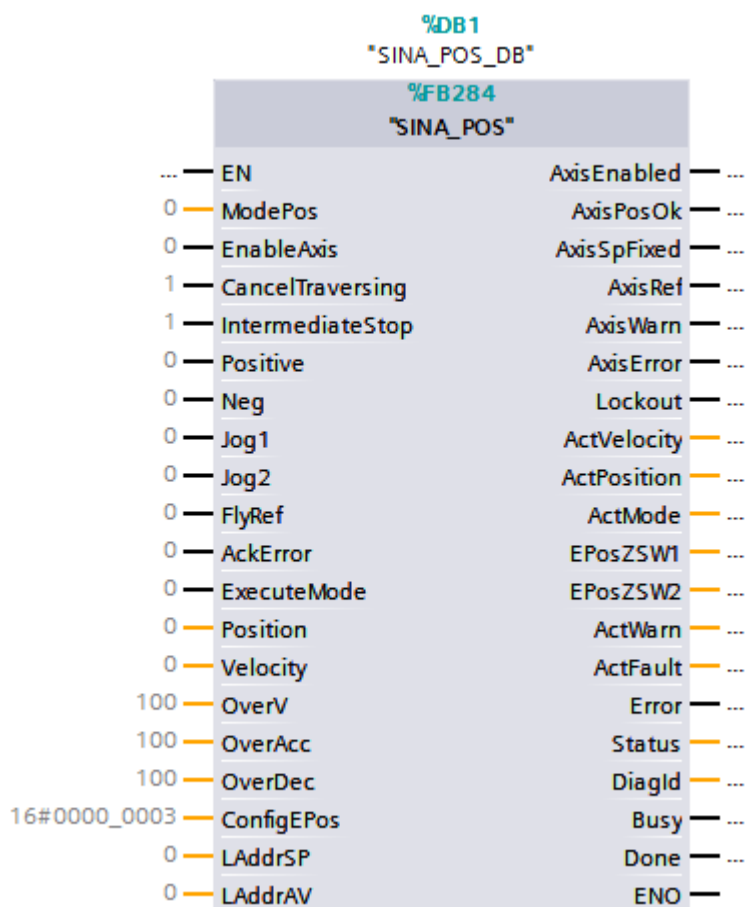 %DB1
"SINA_POS_DB"
%FB284
"SINA_POS"
... EN AxisEnabled ...
0 ModePos AxisPosOk ...
0 EnableAxis AxisSpFixed ...
1 CancelTraversing AxisRef ...
1 IntermediateStop AxisWarn ...
0 Positive AxisError ...
0 Neg Lockout ...
0 Jog1 ActVelocity ...
0 Jog2 ActPosition ...
0 FlyRef ActMode ...
0 AckError EPosZSW1 ...
0 ExecuteMode EPosZSW2 ...
0 Position ActWarn ...
0 Velocity ActFault ...
100 OverV Error ...
100 OverAcc Status ...
100 OverDec DiagId ...
16#0000_0003 ConfigEPos Busy ...
0 LAddrSP Done ...
0 LAddrAV ENO